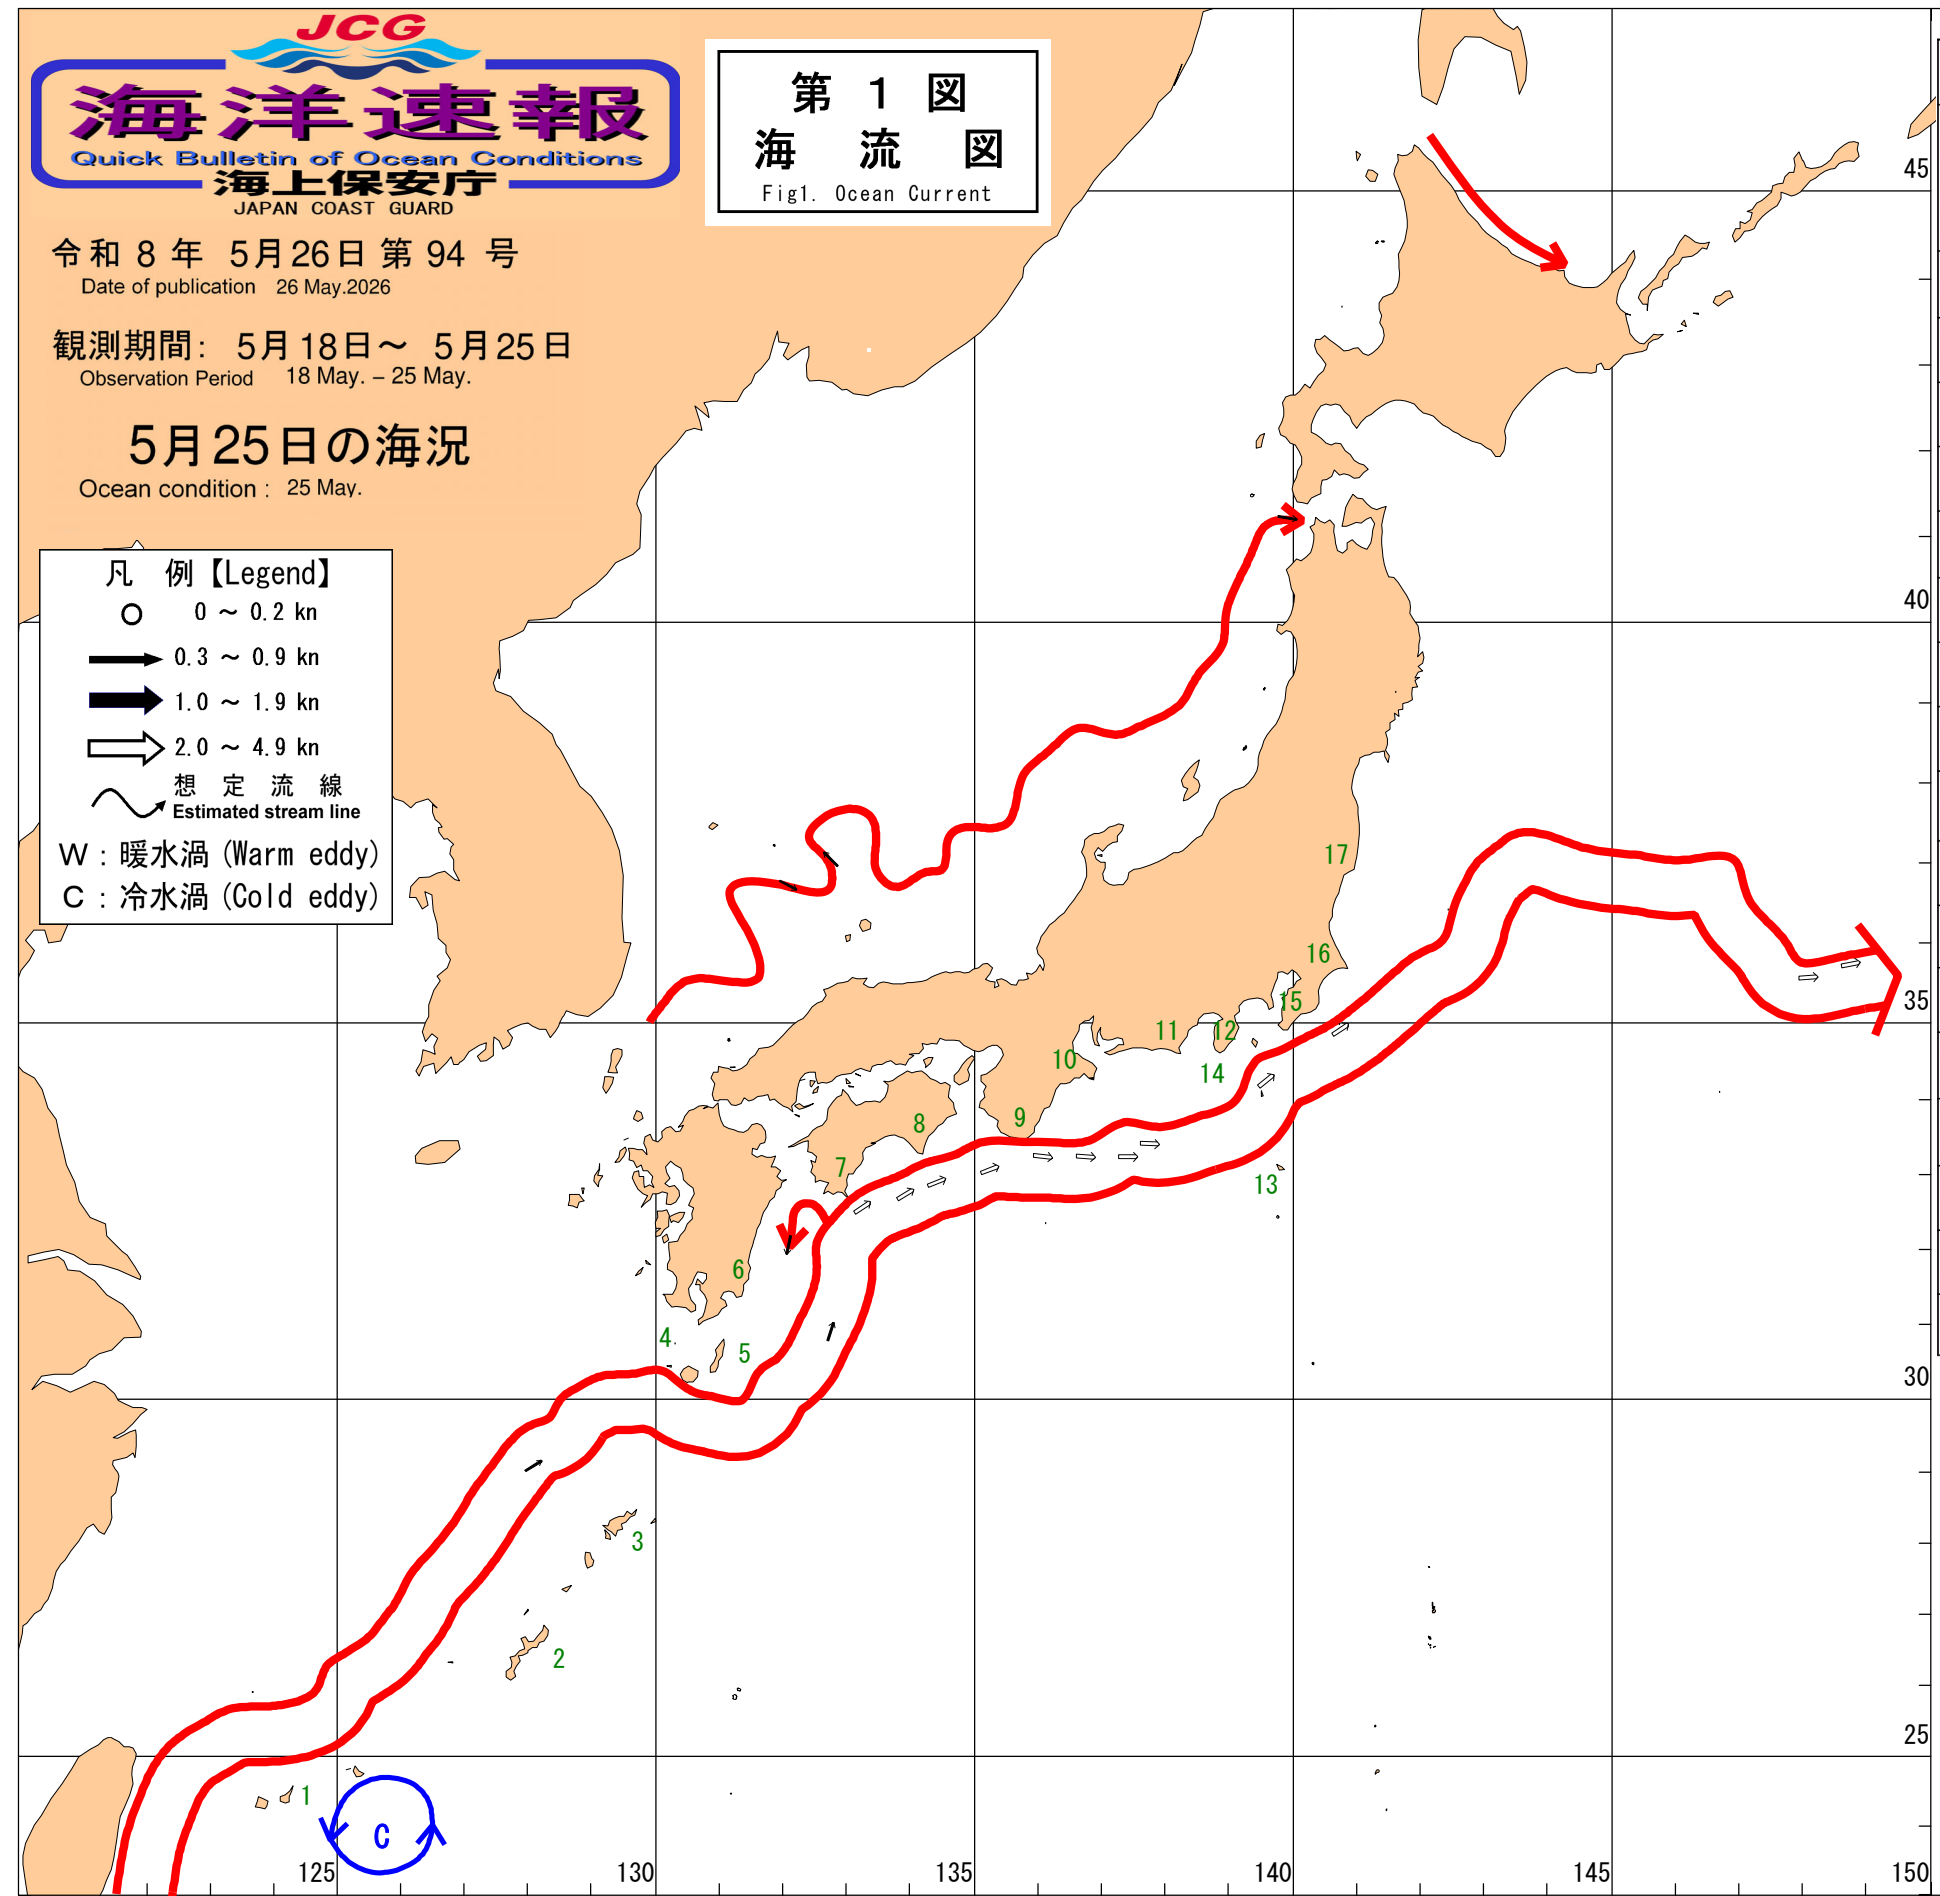 JCG
海洋速報
Quick Bulletin of Ocean Conditions
海上保安庁
JAPAN COAST GUARD
令和 8 年 5月26日 第 94 号
Date of publication 26 May.2026
観測期間: 5月18日～ 5月25日
Observation Period 18 May. – 25 May.
5月25日の海況
Ocean condition : 25 May.
第 1 図
海 流 図
Fig1. Ocean Current
凡 例【Legend】
0 ～ 0.2 kn
0.3 ～ 0.9 kn
1.0 ～ 1.9 kn
2.0 ～ 4.9 kn
想 定 流 線
Estimated stream line
W : 暖水渦 (Warm eddy)
C : 冷水渦 (Cold eddy)
45
40
17
16
35
15
11
12
10
14
9
8
7
13
6
4
5
30
3
2
25
1
C
125
130
135
140
145
150